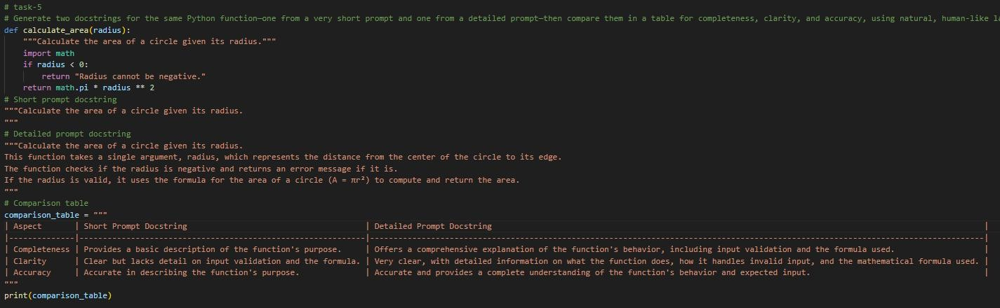 # task-5
# Generate two docstrings for the same Python function—one from a very short prompt and one from a detailed prompt—then compare them in a table for completeness, clarity, and accuracy, using natural, human-like
def calculate_area(radius):
    """Calculate the area of a circle given its radius."""
    import math
    if radius < 0:
        return "Radius cannot be negative."
    return math.pi * radius ** 2
# Short prompt docstring
"""Calculate the area of a circle given its radius.
"""
# Detailed prompt docstring
"""Calculate the area of a circle given its radius.
This function takes a single argument, radius, which represents the distance from the center of the circle to its edge.
The function checks if the radius is negative and returns an error message if it is.
If the radius is valid, it uses the formula for the area of a circle (A = πr²) to compute and return the area.
"""
# Comparison table
comparison_table = """
| Aspect       | Short Prompt Docstring                                       | Detailed Prompt Docstring                                                                                                           |
|--------------|--------------------------------------------------------------|-------------------------------------------------------------------------------------------------------------------------------------|
| Completeness | Provides a basic description of the function's purpose.      | Offers a comprehensive explanation of the function's behavior, including input validation and the formula used.                     |
| Clarity      | Clear but lacks detail on input validation and the formula. | Very clear, with detailed information on what the function does, how it handles invalid input, and the mathematical formula used. |
| Accuracy     | Accurate in describing the function's purpose.               | Accurate and provides a complete understanding of the function's behavior and expected input.                                       |
"""
print(comparison_table)